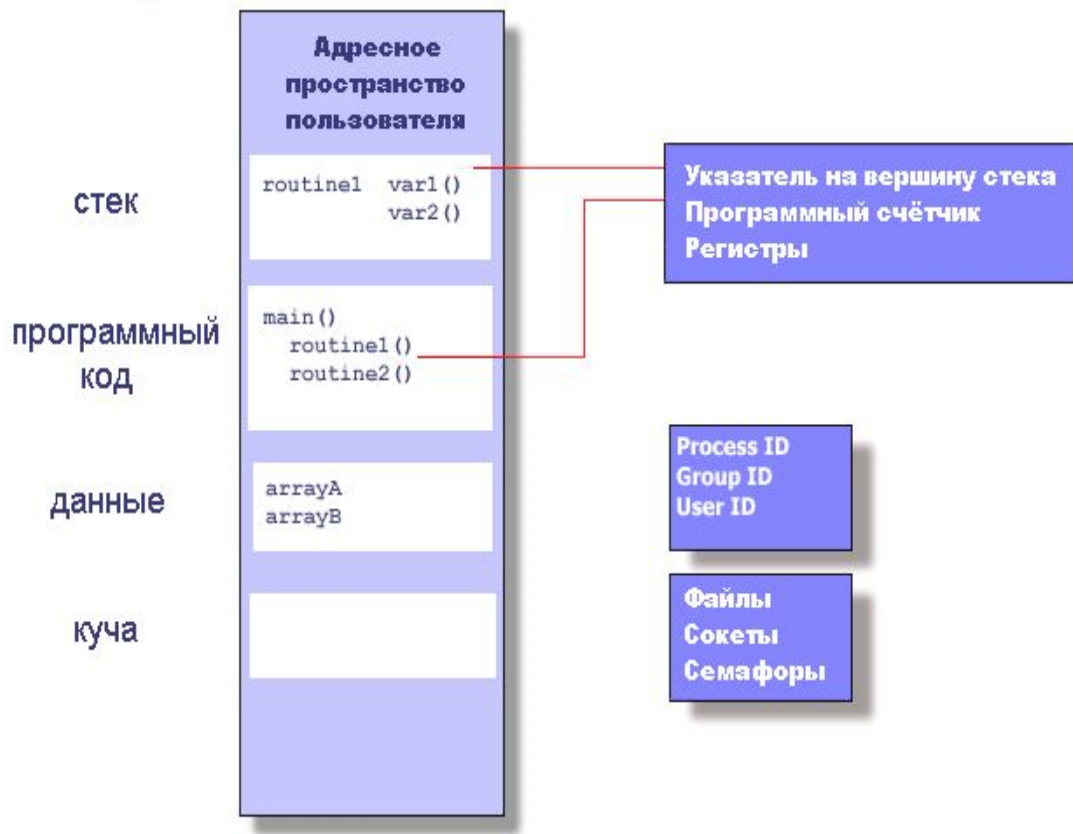 Адресное
пространство
пользователя
стек
routine1 var1()
var2()
программный
код
main()
routine1()
routine2()
данные
arrayA
arrayB
куча
Указатель на вершину стека
Программный счётчик
Регистры
Process ID
Group ID
User ID
Файлы
Сокеты
Семафоры